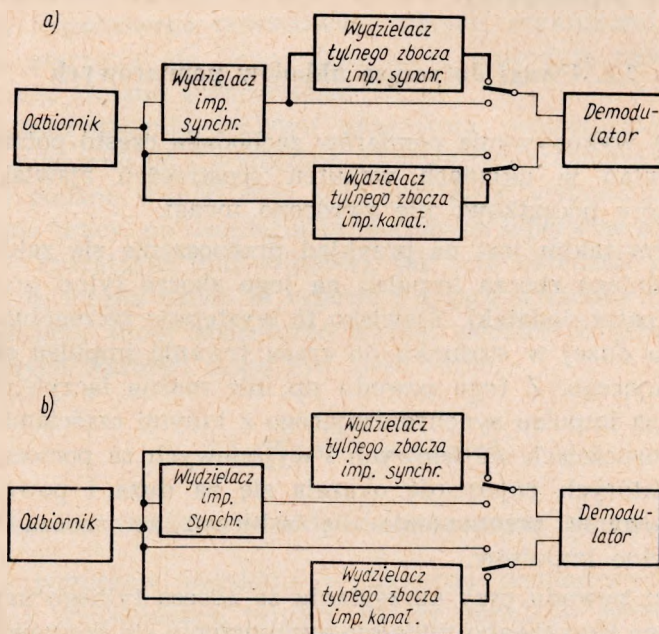 a)
Wydzielacz
tylnego zbocza
imp. synchr.
Wydzielacz
imp.
synchr.
Odbiornik
Demodu-
lator
Wydzielacz
tylnego zbocza
imp. kanał.
b)
Wydzielacz
tylnego zbocza
imp. synchr.
Wydzielacz
imp.
synchr.
Odbiornik
Demodu-
lator
Wydzielacz
tylnego zbocza
imp. kanał.